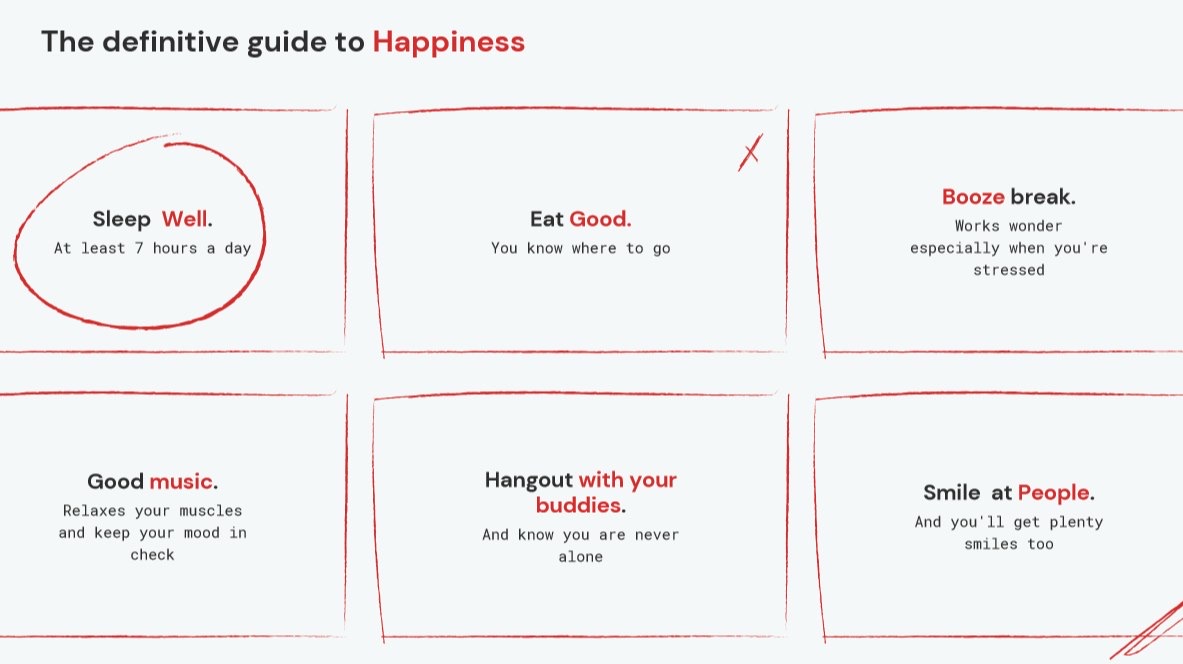 The definitive guide to Happiness
Sleep Well.
At least 7 hours a day
Eat Good.
You know where to go
Booze break.
Works wonder
especially when you're
stressed
Good music.
Relaxes your muscles
and keep your mood in
check
Hangout with your
buddies.
And know you are never
alone
Smile at People.
And you'll get plenty
smiles too